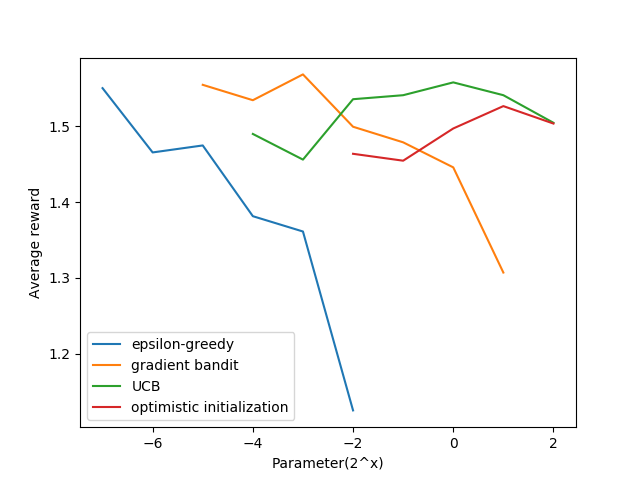 1.5
1.4
1.3
1.2
Average reward
epsilon-greedy
gradient bandit
UCB
optimistic initialization
−6 −4 −2 0 2
Parameter(2^x)